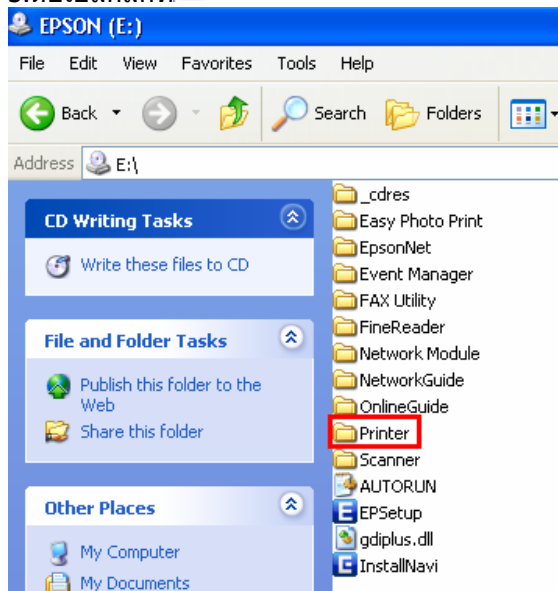 EPSON (E:)
File Edit View Favorites Tools Help
Back Search Folders
Address E:\
CD Writing Tasks
Write these files to CD
File and Folder Tasks
Publish this folder to the
Web
Share this folder
Other Places
My Computer
My Documents
_cdres
Easy Photo Print
EpsonNet
Event Manager
FAX Utility
FineReader
Network Module
NetworkGuide
OnlineGuide
Printer
Scanner
AUTORUN
EPSetup
gdiplus.dll
InstallNavi